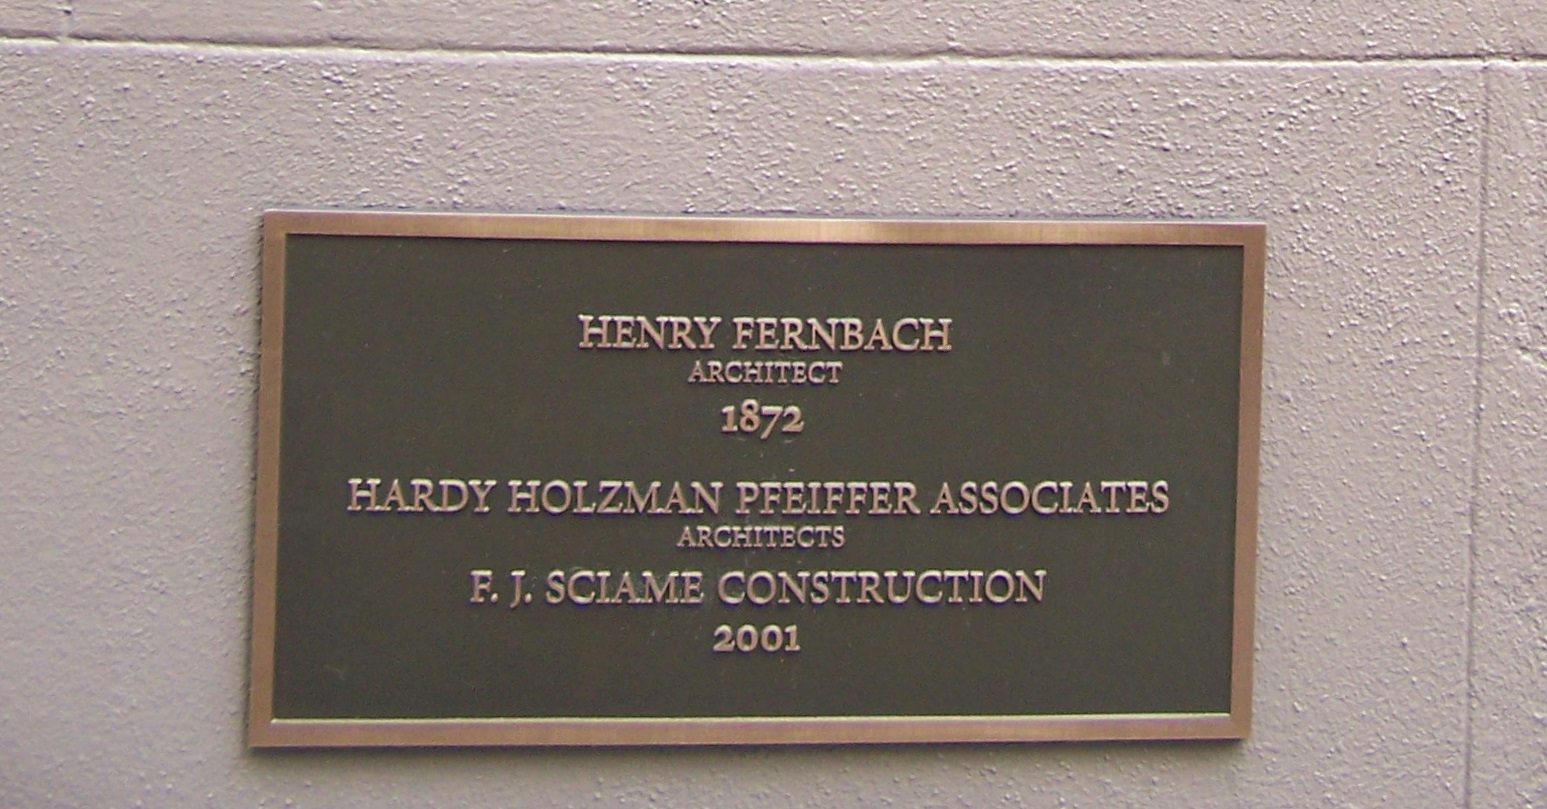 HENRY FERNBACH
ARCHITECT
1872
HARDY HOLZMAN PFEIFFER ASSOCIATES
ARCHITECTS
F. J. SCIAME CONSTRUCTION
2001